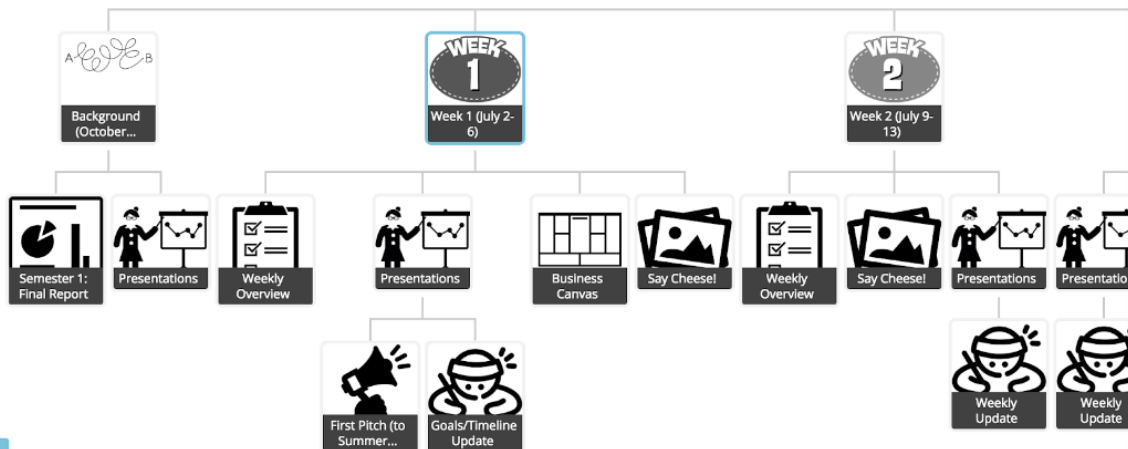 A
B
Background
(October...
WEEK
1
Week 1 (July 2-
6)
WEEK
2
Week 2 (July 9-
13)
Semester 1:
Final Report
Presentations
Weekly
Overview
Presentations
Business
Canvas
Say Cheese!
Weekly
Overview
Say Cheese!
Presentations
Presentatio
First Pitch (to
Summer...
Goals/Timeline
Update
Weekly
Update
Weekly
Update